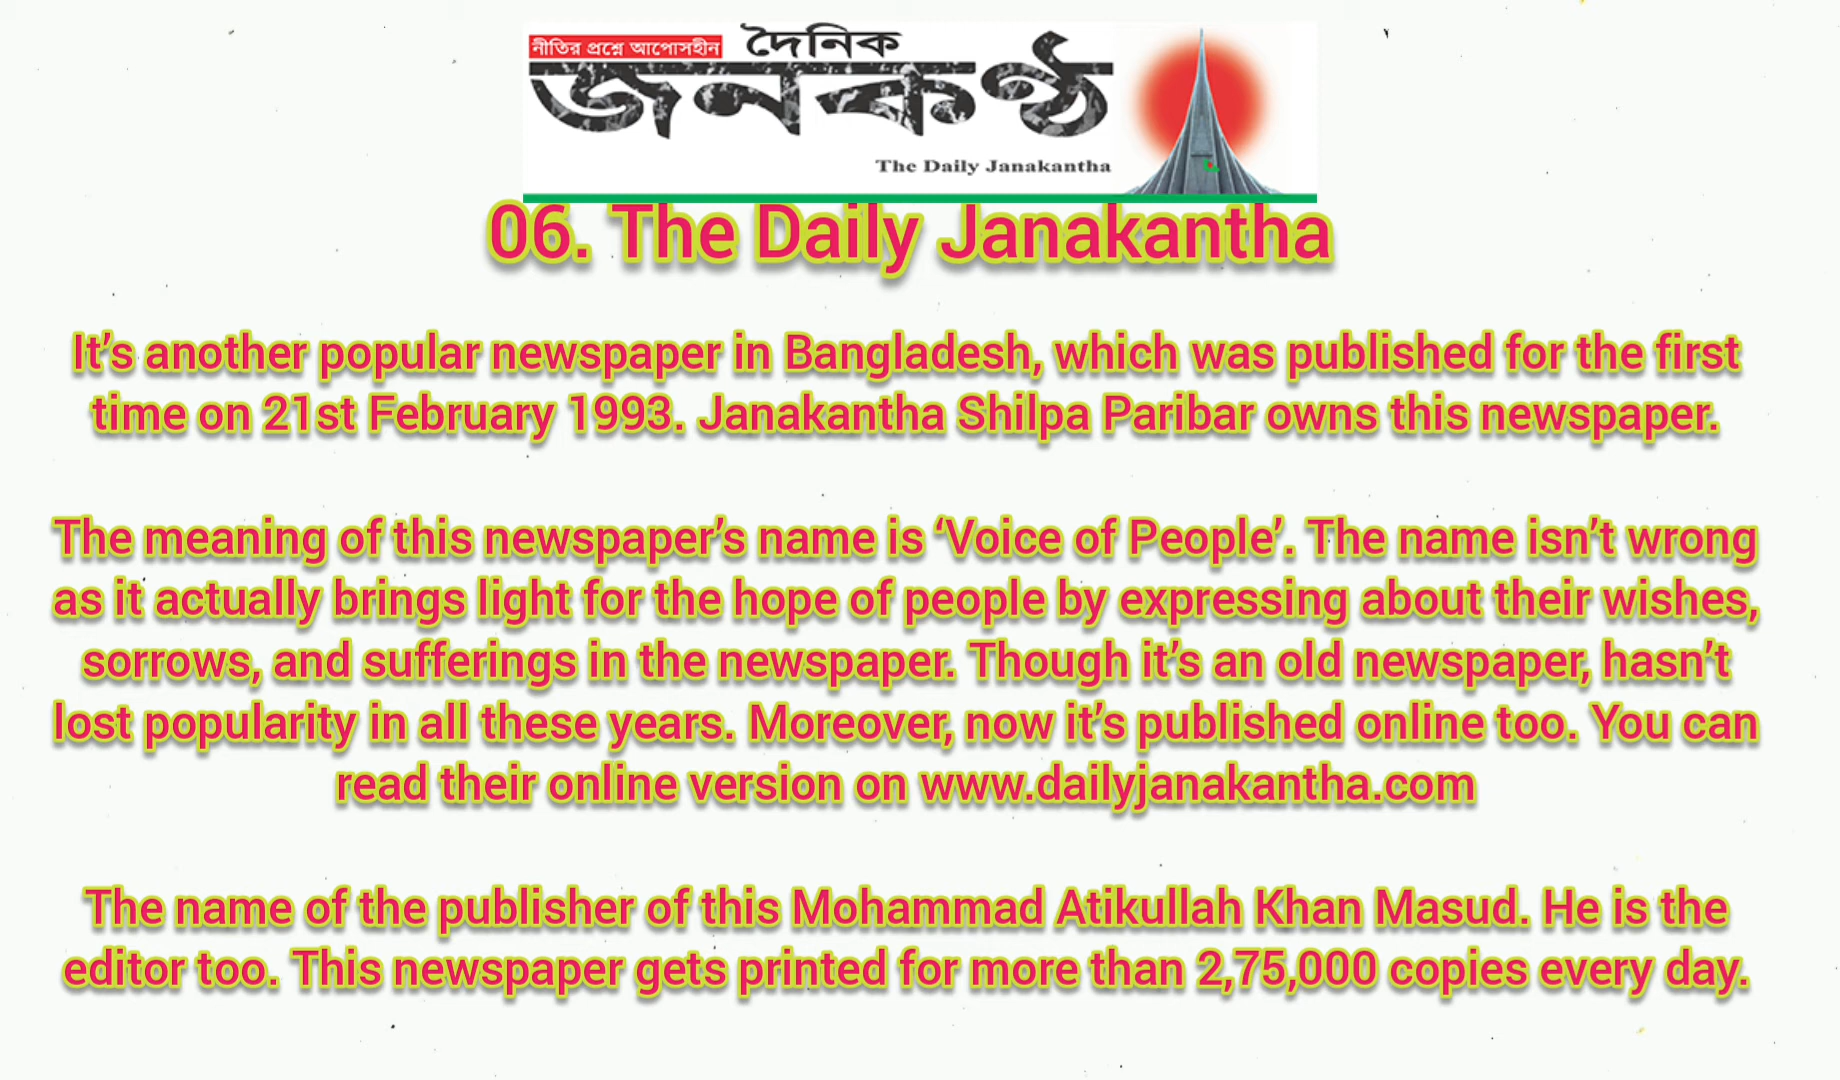 নীতির প্রশ্নে আপোসহীন
দৈনিক
জনকণ্ঠ
The Daily Janakantha
06. The Daily Janakantha
It’s another popular newspaper in Bangladesh, which was published for the first
time on 21st February 1993. Janakantha Shilpa Paribar owns this newspaper.
The meaning of this newspaper’s name is ‘Voice of People’. The name isn’t wrong
as it actually brings light for the hope of people by expressing about their wishes,
sorrows, and sufferings in the newspaper. Though it’s an old newspaper, hasn’t
lost popularity in all these years. Moreover, now it’s published online too. You can
read their online version on www.dailyjanakantha.com
The name of the publisher of this Mohammad Atikullah Khan Masud. He is the
editor too. This newspaper gets printed for more than 2,75,000 copies every day.